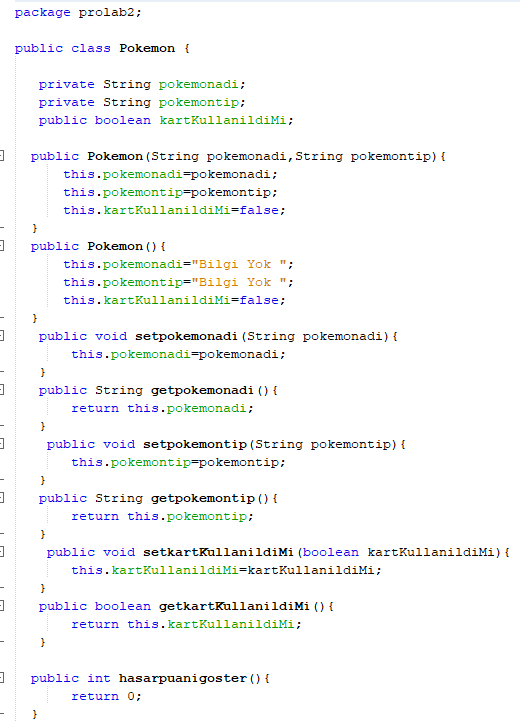 package prolab2;
public class Pokemon {
private String pokemonadi;
private String pokemontip;
public boolean kartKullanildiMi;
public Pokemon(String pokemonadi,String pokemontip){
this.pokemonadi=pokemonadi;
this.pokemontip=pokemontip;
this.kartKullanildiMi=false;
}
public Pokemon(){
this.pokemonadi="Bilgi Yok ";
this.pokemontip="Bilgi Yok ";
this.kartKullanildiMi=false;
}
public void setpokemonadi(String pokemonadi){
this.pokemonadi=pokemonadi;
}
public String getpokemonadi(){
return this.pokemonadi;
}
public void setpokemontip(String pokemontip){
this.pokemontip=pokemontip;
}
public String getpokemontip(){
return this.pokemontip;
}
public void setkartKullanildiMi(boolean kartKullanildiMi){
this.kartKullanildiMi=kartKullanildiMi;
}
public boolean getkartKullanildiMi(){
return this.kartKullanildiMi;
}
public int hasarpuanigoster(){
return 0;
}